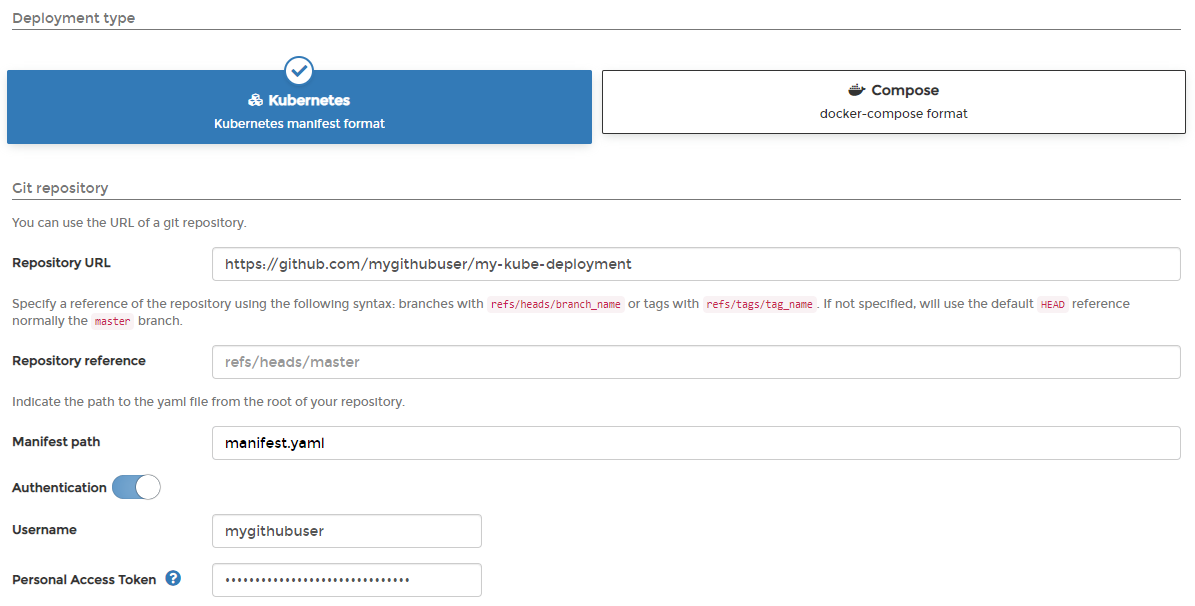 Deployment type
Kubernetes
Kubernetes manifest format
Compose
docker-compose format
Git repository
You can use the URL of a git repository.
Repository URL
https://github.com/mygithubuser/my-kube-deployment
Specify a reference of the repository using the following syntax: branches with refs/heads/branch_name or tags with refs/tags/tag_name. If not specified, will use the default HEAD reference
normally the master branch.
Repository reference
refs/heads/master
Indicate the path to the yaml file from the root of your repository.
Manifest path
manifest.yaml
Authentication
Username
mygithubuser
Personal Access Token ?
•••••••••••••••••••••••••••••••